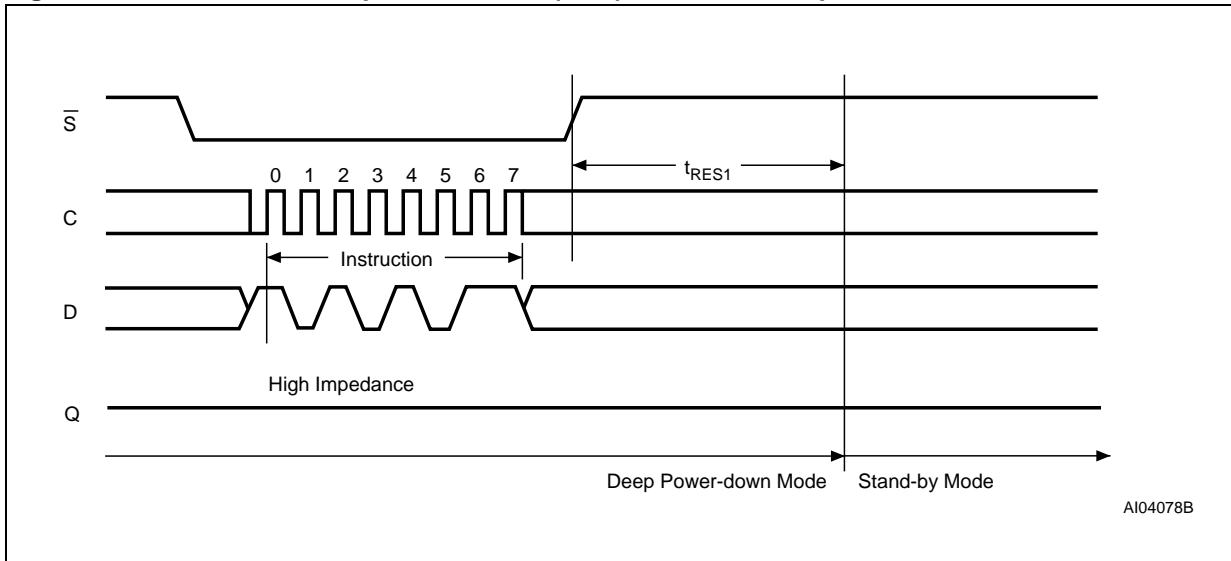 S
tRES1
0 1 2 3 4 5 6 7
C
Instruction
D
High Impedance
Q
Deep Power-down Mode Stand-by Mode
AI04078B